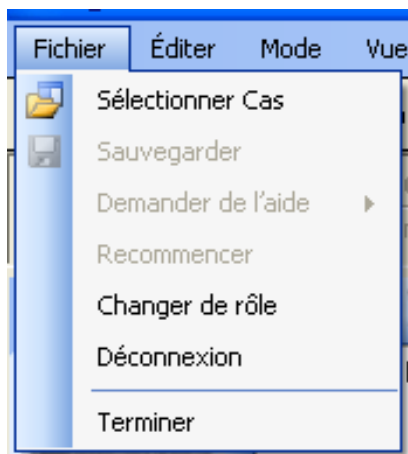 Fichier Éditer Mode Vue
Sélectionner Cas
Sauvegarder
Demander de l'aide
Recommencer
Changer de rôle
Déconnexion
Terminer